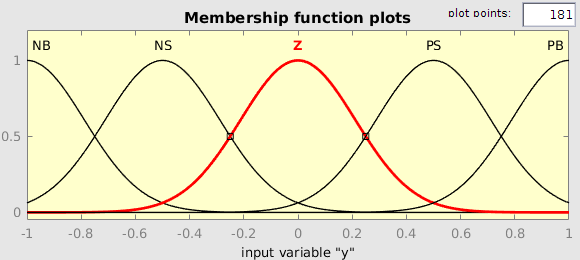 Membership function plots
plot points: 181
NB NS Z PS PB
1
0.5
0
-1 -0.8 -0.6 -0.4 -0.2 0 0.2 0.4 0.6 0.8 1
input variable "y"